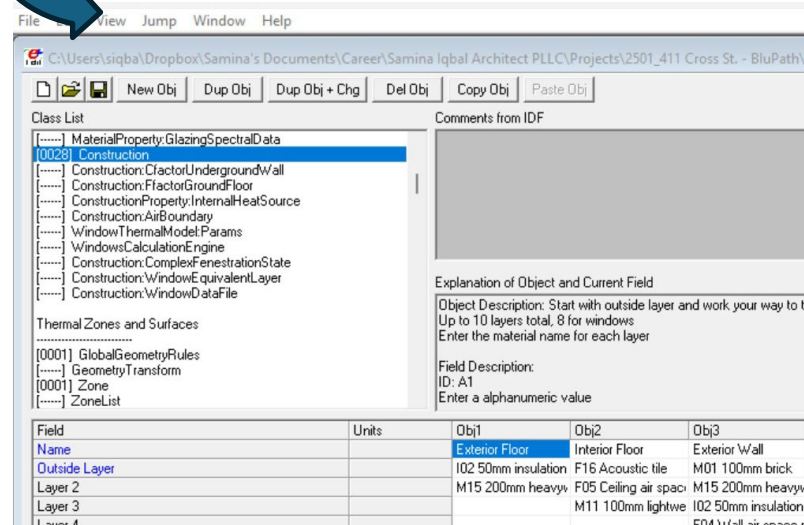 File View Jump Window Help
C:\Users\siqba\Dropbox\Samina's Documents\Career\Samina Iqbal Architect PLLC\Projects\2501_411 Cross St. - BluPath\
New Obj Dup Obj Dup Obj + Chg Del Obj Copy Obj Paste Obj
Class List Comments from IDF
[------] MaterialProperty:GlazingSpectralData
[0028] Construction
[------] Construction:CfactorUndergroundWall
[------] Construction:FfactorGroundFloor
[------] ConstructionProperty:InternalHeatSource
[------] Construction:AirBoundary
[------] WindowThermalModel:Params
[------] WindowsCalculationEngine
[------] Construction:ComplexFenestrationState
[------] Construction:WindowEquivalentLayer
[------] Construction:WindowDataFile
Thermal Zones and Surfaces
--------------------------
[0001] GlobalGeometryRules
[------] GeometryTransform
[0001] Zone
[------] ZoneList
Explanation of Object and Current Field
Object Description: Start with outside layer and work your way to
Up to 10 layers total, 8 for windows
Enter the material name for each layer
Field Description:
ID: A1
Enter a alphanumeric value
Field Units Obj1 Obj2 Obj3
Name Exterior Floor Interior Floor Exterior Wall
Outside Layer I02 50mm insulation F16 Acoustic tile M01 100mm brick
Layer 2 M15 200mm heavyw F05 Ceiling air spac M15 200mm heavyw
Layer 3 M11 100mm lightwe I02 50mm insulation
Layer 4 F04 Wall air space